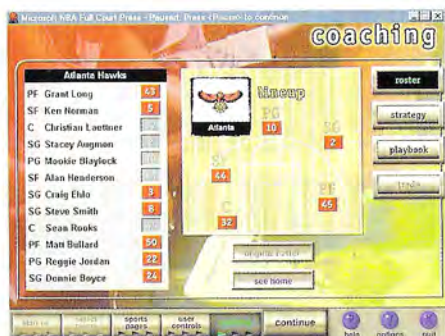 Microsoft NBA Full Court Press - Paused, Press <Pause> to continue
coaching
Atlanta Hawks
PF Grant Long 43
SF Ken Norman 5
C Christian Laettner
SG Stacey Augmon
PG Mookie Blaylock
SF Alan Henderson
SG Craig Ehlo 3
SG Steve Smith 8
C Sean Rooks
PF Matt Bullard 50
PG Reggie Jordan 22
SG Donnie Boyce 24
lineup
Atlanta
PG
10
SG
2
SF
44
PF
45
C
32
original roster
see home
roster
strategy
playbook
trade
sports pages
user controls
continue
help
options
quit